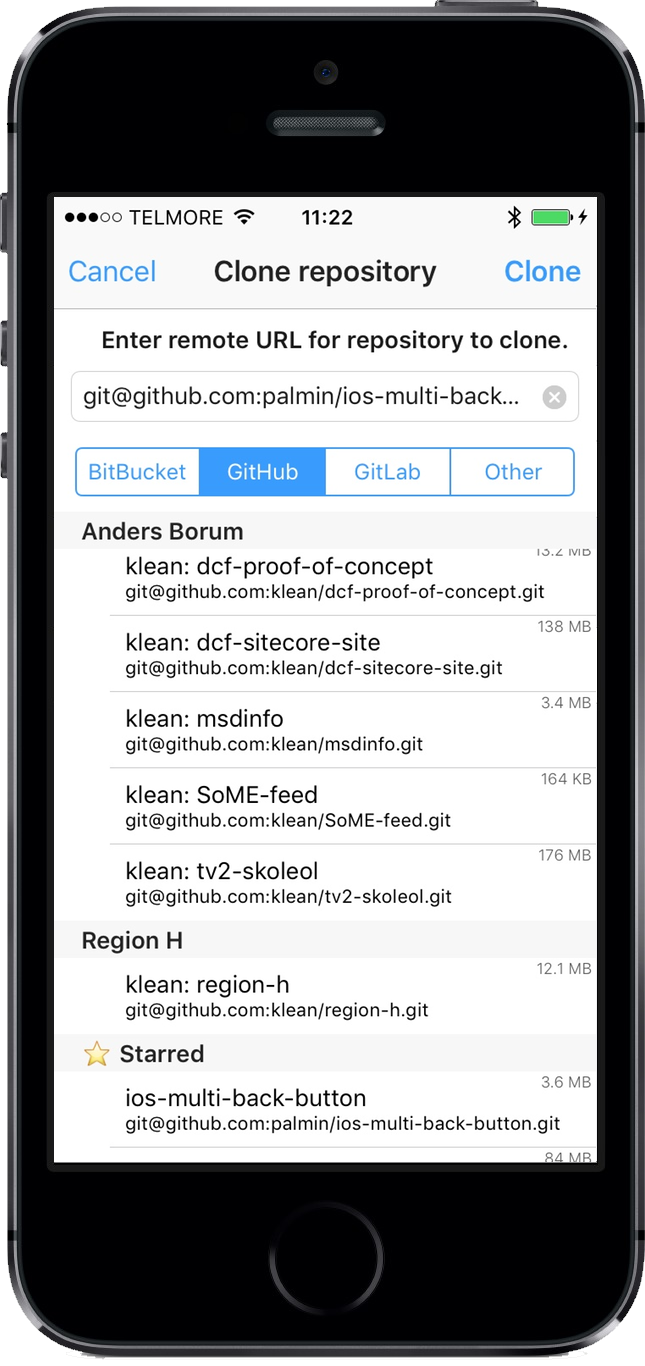 TELMORE 11:22
Cancel Clone repository Clone
Enter remote URL for repository to clone.
git@github.com:palmin/ios-multi-back...
BitBucket GitHub GitLab Other
Anders Borum
13.2 MB
klean: dcf-proof-of-concept
git@github.com:klean/dcf-proof-of-concept.git
138 MB
klean: dcf-sitecore-site
git@github.com:klean/dcf-sitecore-site.git
3.4 MB
klean: msdinfo
git@github.com:klean/msdinfo.git
164 KB
klean: SoME-feed
git@github.com:klean/SoME-feed.git
176 MB
klean: tv2-skoleol
git@github.com:klean/tv2-skoleol.git
Region H
12.1 MB
klean: region-h
git@github.com:klean/region-h.git
Starred
3.6 MB
ios-multi-back-button
git@github.com:palmin/ios-multi-back-button.git
84 MB